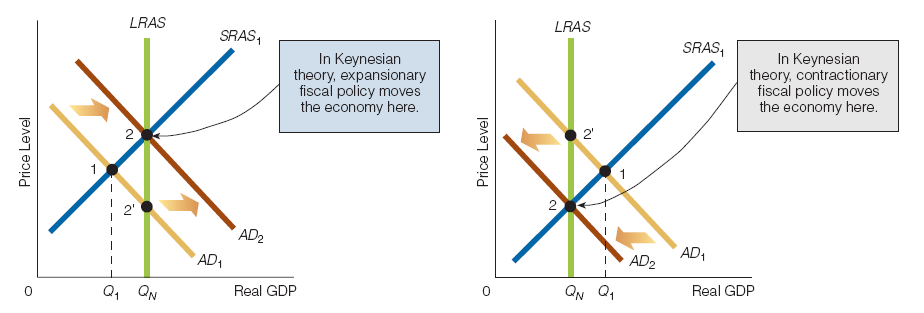 LRAS
SRAS1
In Keynesian
theory, expansionary
fiscal policy moves
the economy here.
Price Level
2
1
2'
AD2
AD1
0
Q1
QN
Real GDP
LRAS
SRAS1
In Keynesian
theory, contractionary
fiscal policy moves
the economy here.
Price Level
2'
1
2
AD2
AD1
0
QN
Q1
Real GDP